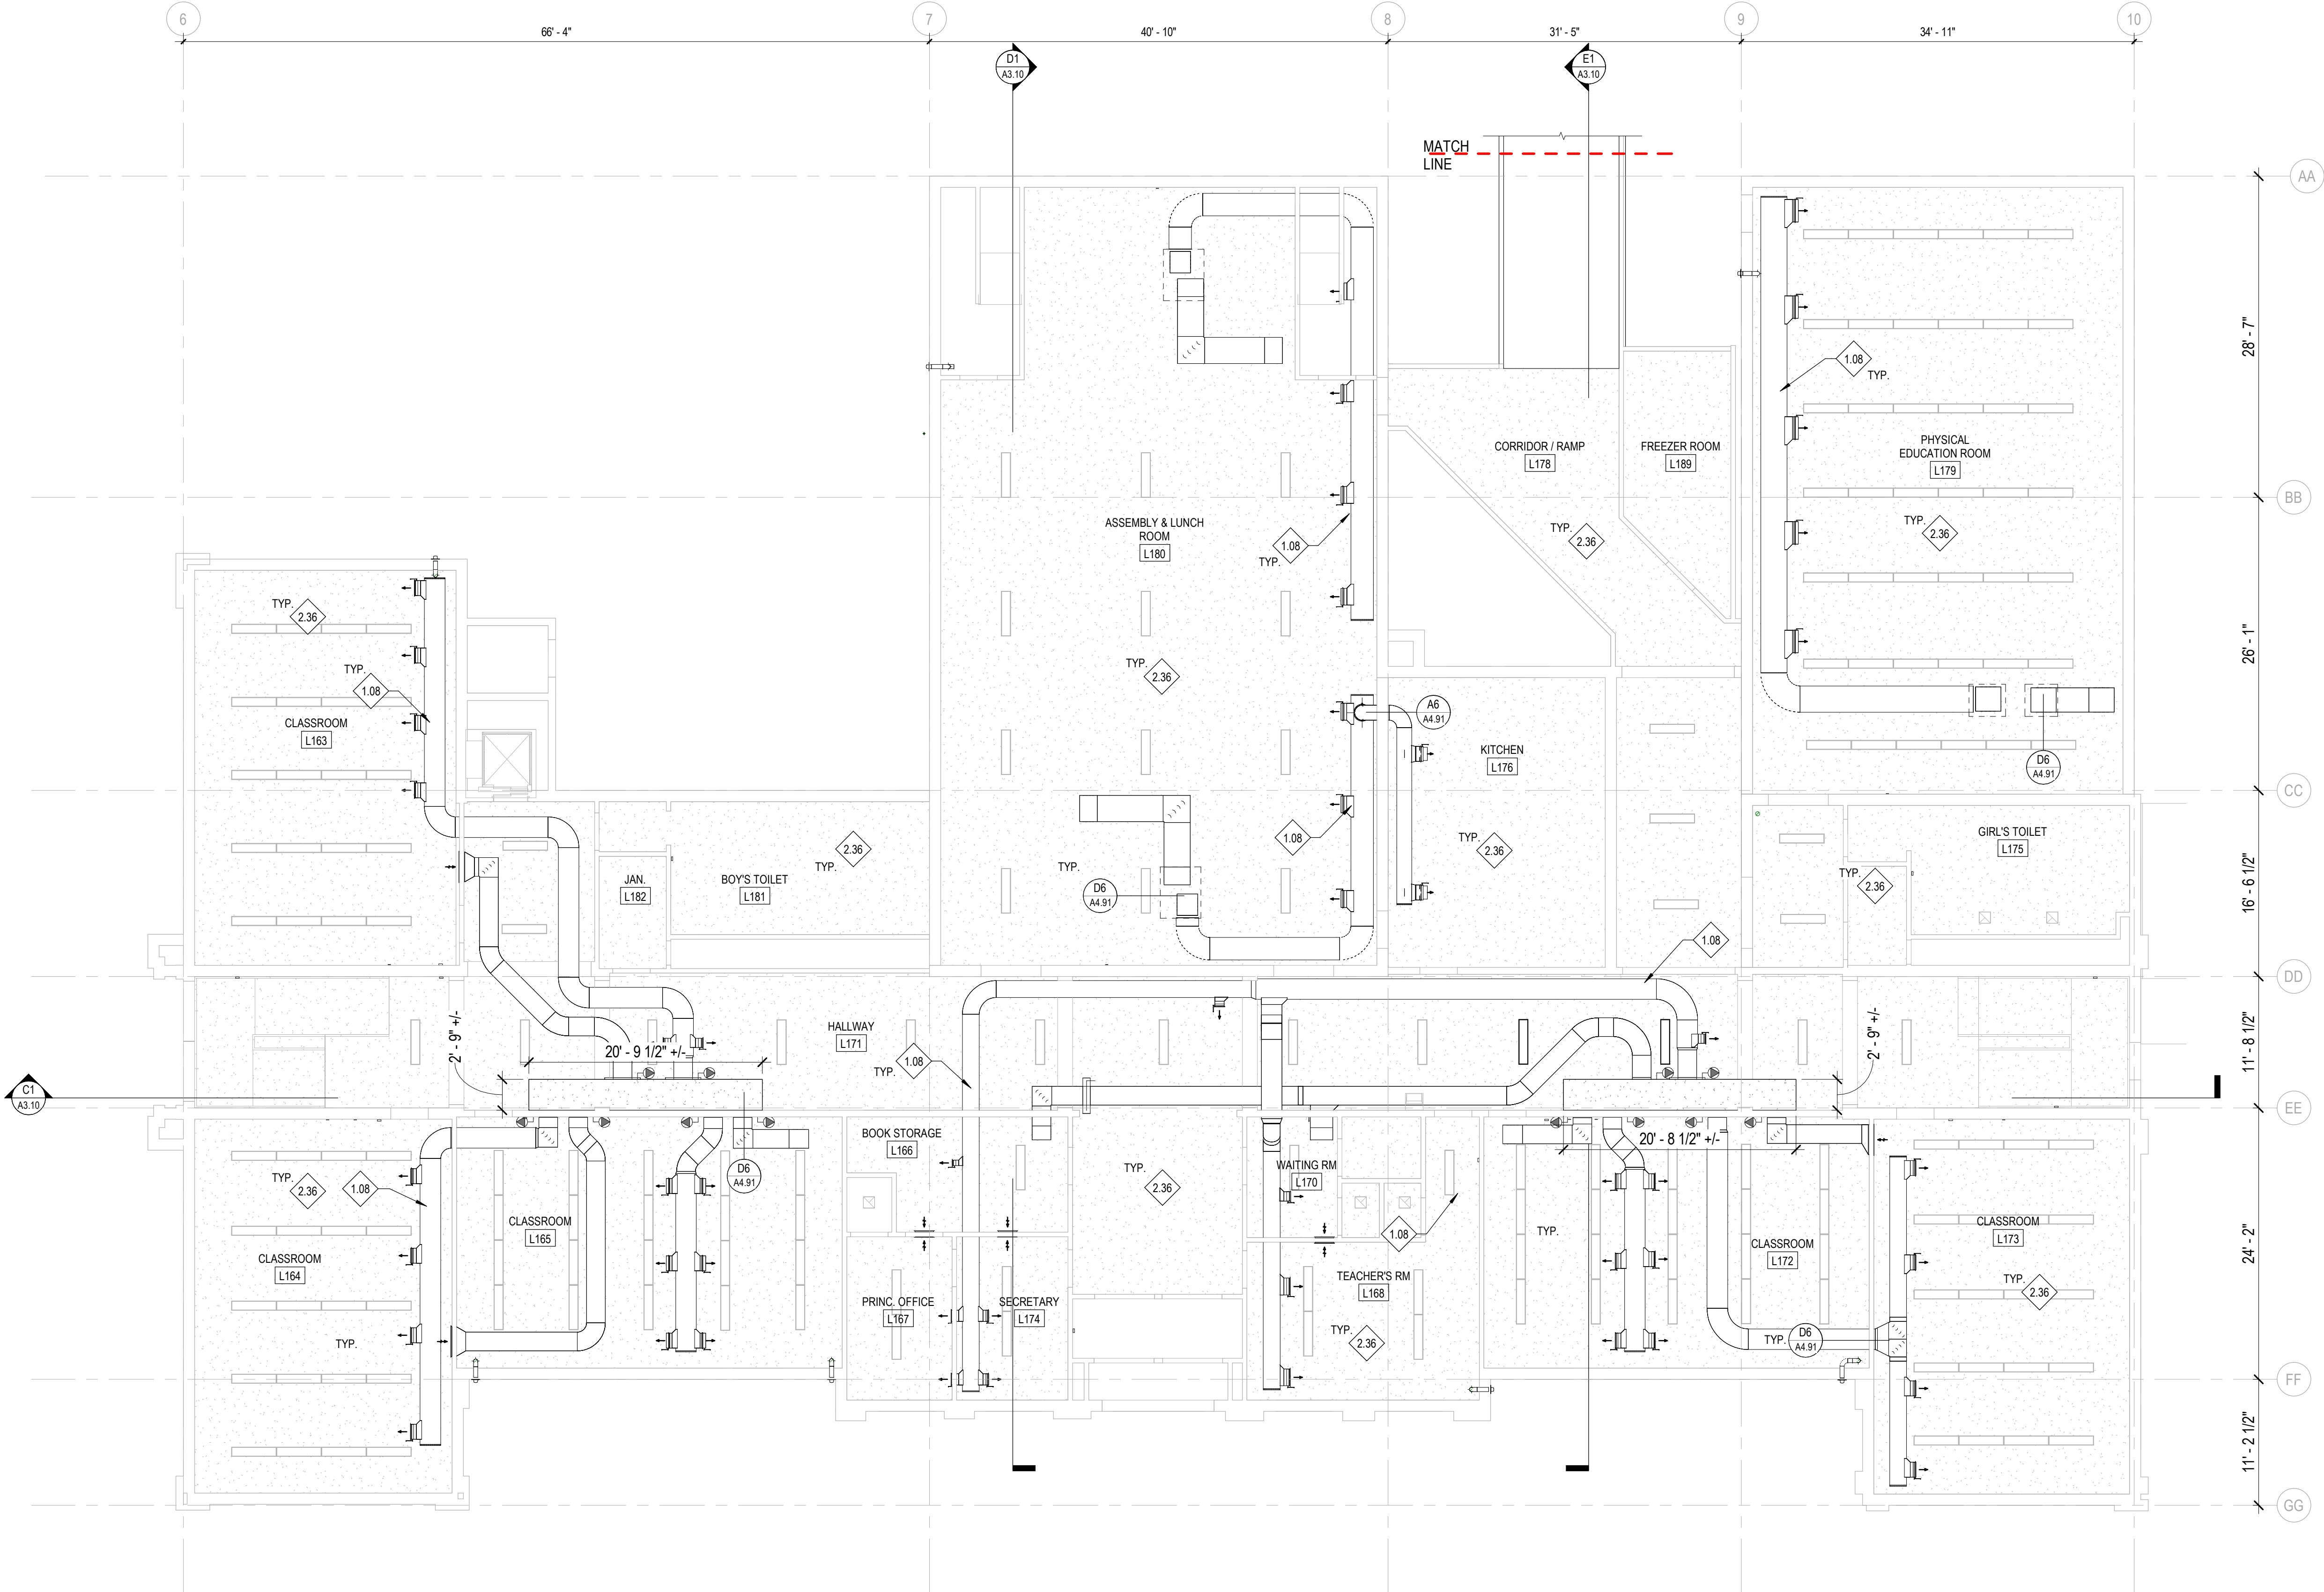 6
7
8
9
10
66' - 4"
40' - 10"
31' - 5"
34' - 11"
D1
A3.10
E1
A3.10
MATCH
LINE
AA
28' - 7"
1.08
TYP.
CORRIDOR / RAMP
L178
FREEZER ROOM
L189
PHYSICAL
EDUCATION ROOM
L179
BB
ASSEMBLY & LUNCH
ROOM
L180
1.08
TYP.
TYP.
2.36
TYP.
2.36
TYP.
2.36
26' - 1"
TYP.
1.08
TYP.
2.36
CLASSROOM
L163
A6
A4.91
KITCHEN
L176
D6
A4.91
CC
1.08
TYP.
2.36
TYP.
2.36
TYP.
GIRL'S TOILET
L175
TYP.
2.36
JAN.
L182
BOY'S TOILET
L181
D6
A4.91
16' - 6 1/2"
1.08
DD
HALLWAY
L171
2' - 9" +/-
20' - 9 1/2" +/-
1.08
TYP.
2' - 9" +/-
11' - 8 1/2"
C1
A3.10
EE
BOOK STORAGE
L166
20' - 8 1/2" +/-
D6
A4.91
TYP.
2.36
WAITING RM
L170
TYP.
2.36
1.08
CLASSROOM
L165
1.08
TYP.
CLASSROOM
L173
CLASSROOM
L172
24' - 2"
CLASSROOM
L164
TEACHER'S RM
L168
TYP.
2.36
PRINC. OFFICE
L167
SECRETARY
L174
TYP.
TYP.
2.36
TYP.
D6
A4.91
FF
11' - 2 1/2"
GG